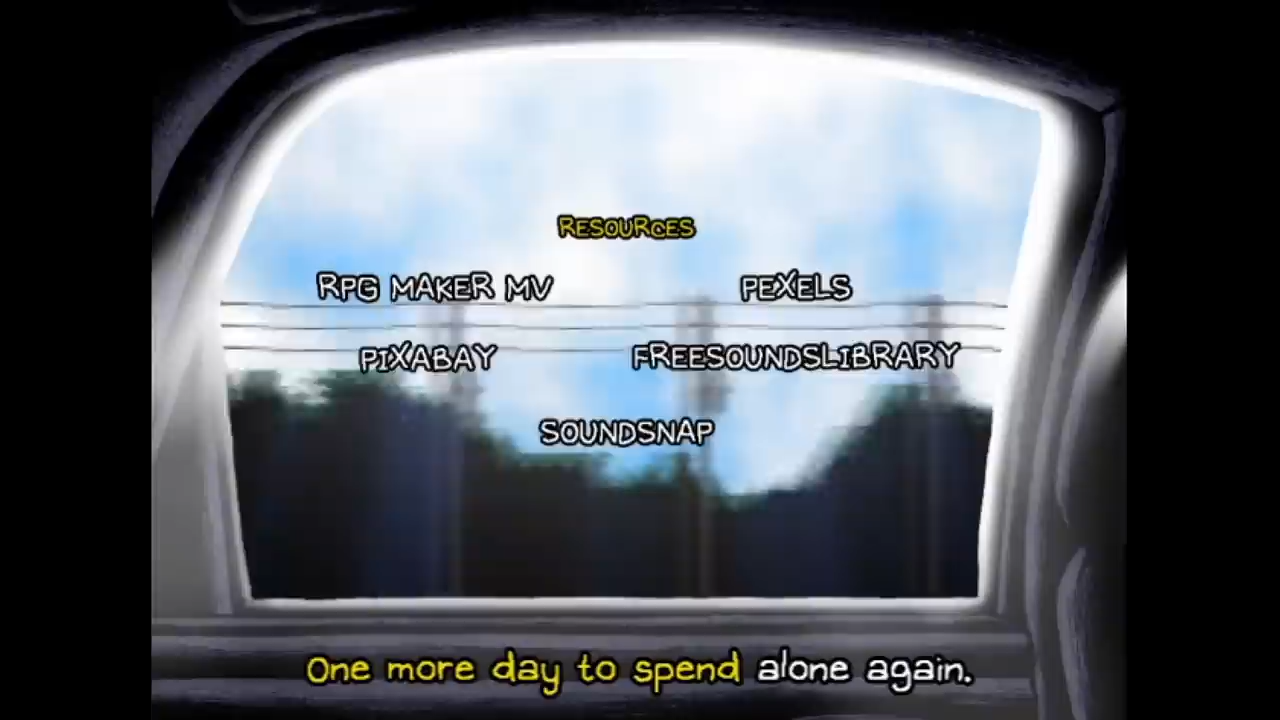 RESOURCES
RPG MAKER MV PEXELS
PIXABAY FREESOUNDSLIBRARY
SOUNDSNAP
One more day to spend alone again.